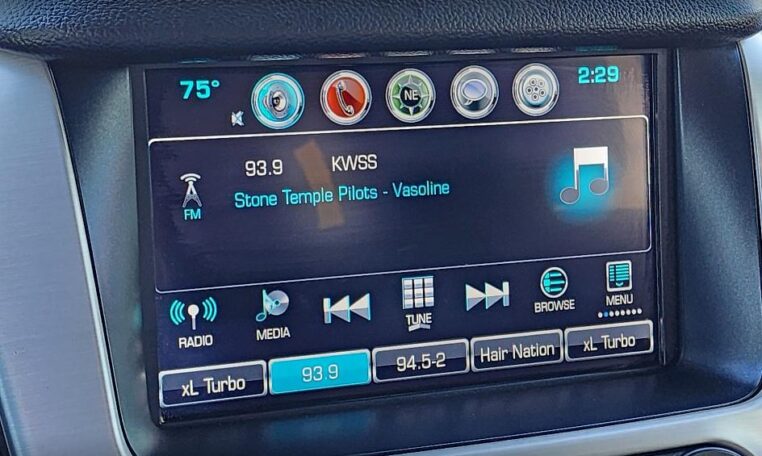 75° NE 2:29
93.9 KWSS
FM Stone Temple Pilots - Vasoline
RADIO MEDIA TUNE BROWSE MENU
xL Turbo 93.9 94.5-2 Hair Nation xL Turbo